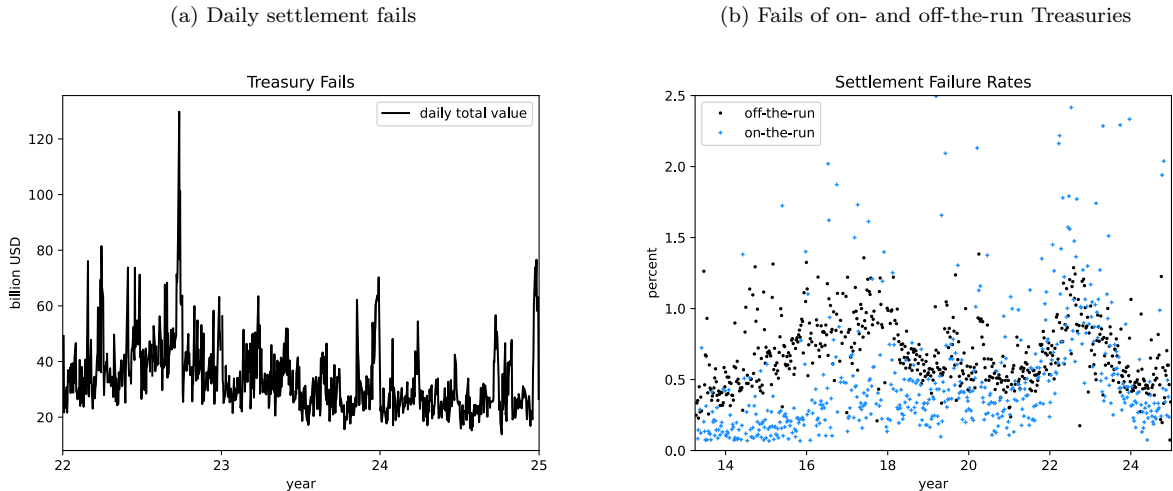 (a) Daily settlement fails
Treasury Fails
daily total value
billion USD
120
100
80
60
40
20
22
23
24
25
year
(b) Fails of on- and off-the-run Treasuries
Settlement Failure Rates
off-the-run
on-the-run
percent
2.5
2.0
1.5
1.0
0.5
0.0
14
16
18
20
22
24
year